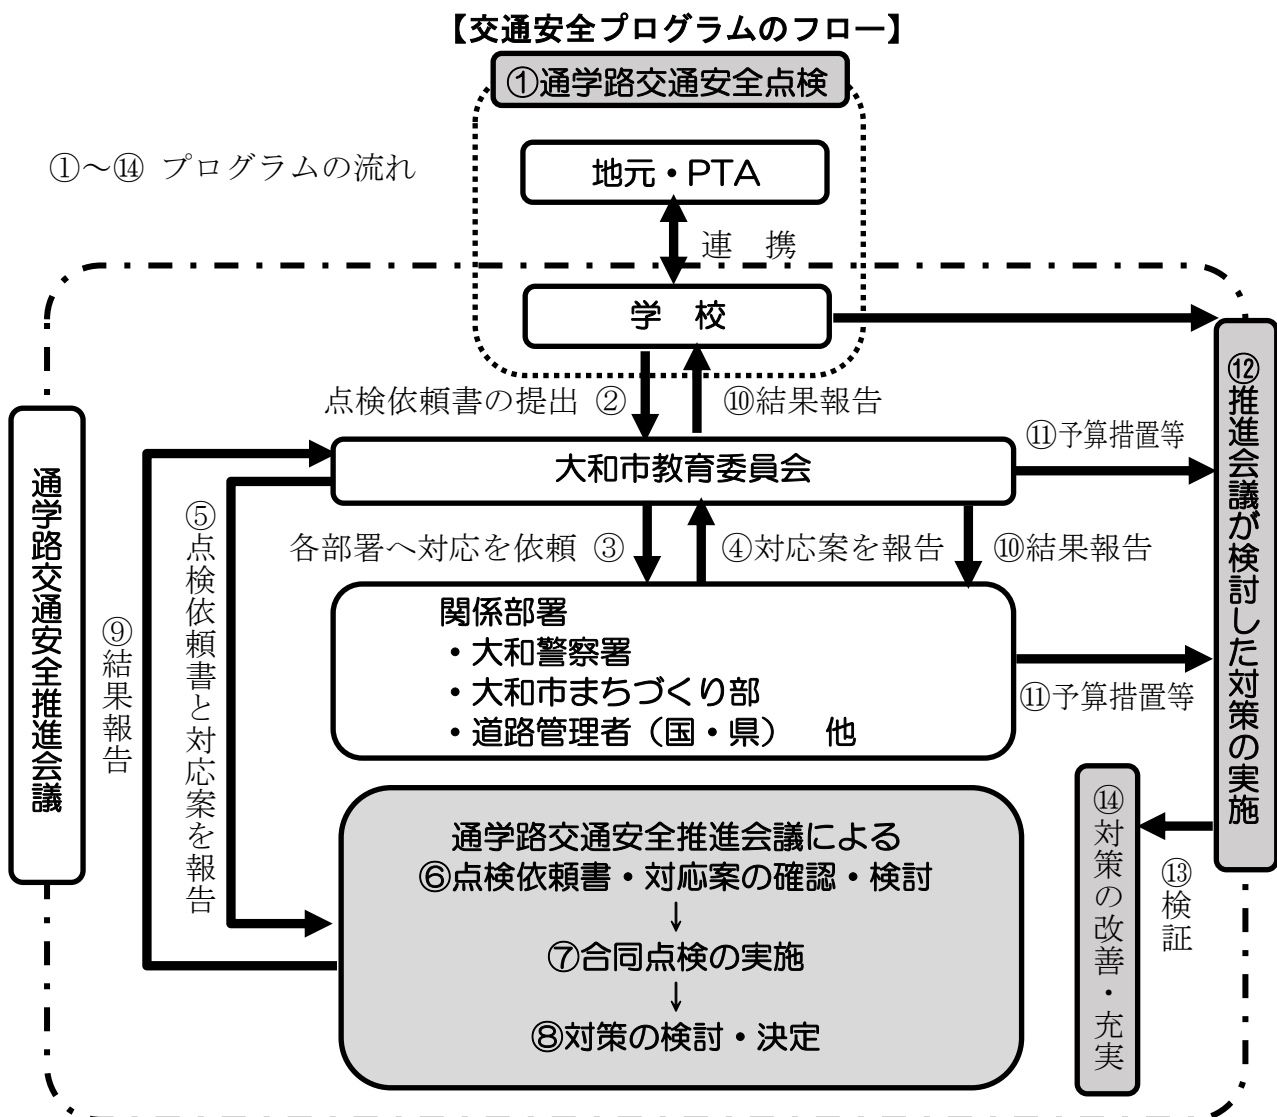 【交通安全プログラムのフロー】
①通学路交通安全点検
①～⑭ プログラムの流れ
地元・PTA
連　携
学　校
点検依頼書の提出 ②
⑩結果報告
大和市教育委員会
⑪予算措置等
各部署へ対応を依頼 ③
④対応案を報告
⑩結果報告
関係部署
・大和警察署
・大和市まちづくり部
・道路管理者（国・県）　他
⑪予算措置等
通学路交通安全推進会議
⑨結果報告
⑤点検依頼書と対応案を報告
通学路交通安全推進会議による
⑥点検依頼書・対応案の確認・検討
↓
⑦合同点検の実施
↓
⑧対策の検討・決定
⑫推進会議が検討した対策の実施
⑬検証
⑭対策の改善・充実